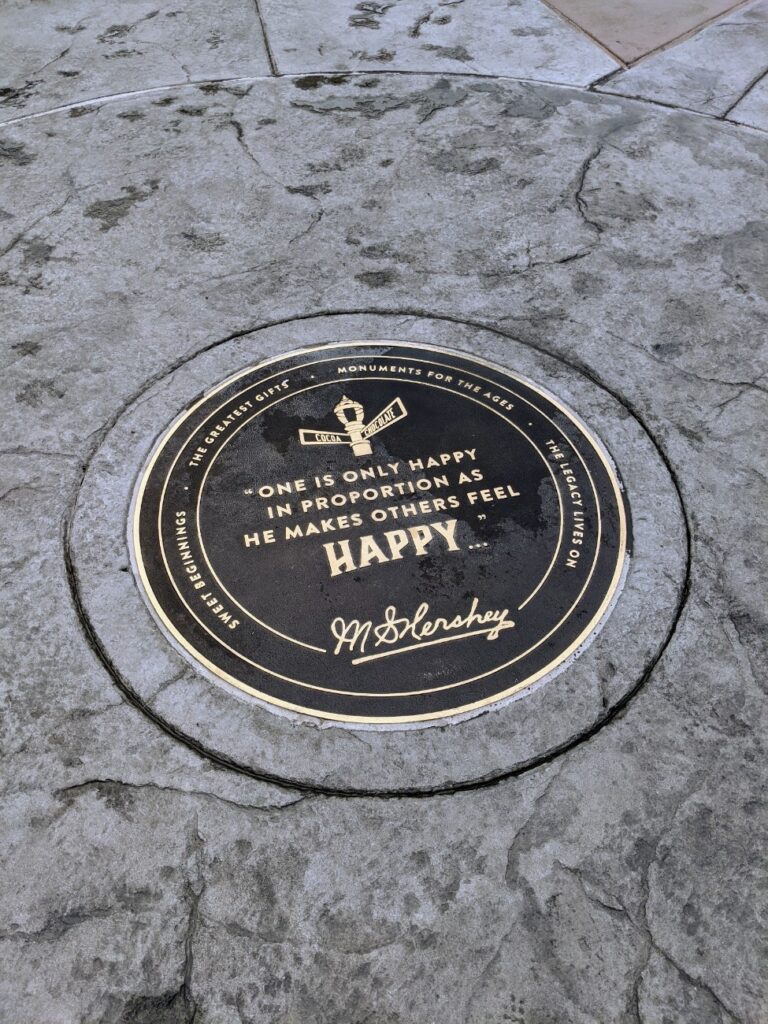 SWEET BEGINNINGS • THE GREATEST GIFTS • MONUMENTS FOR THE AGES • THE LEGACY LIVES ON
COCOA CHOCOLATE
“ONE IS ONLY HAPPY
IN PROPORTION AS
HE MAKES OTHERS FEEL
HAPPY...”
M S Hershey